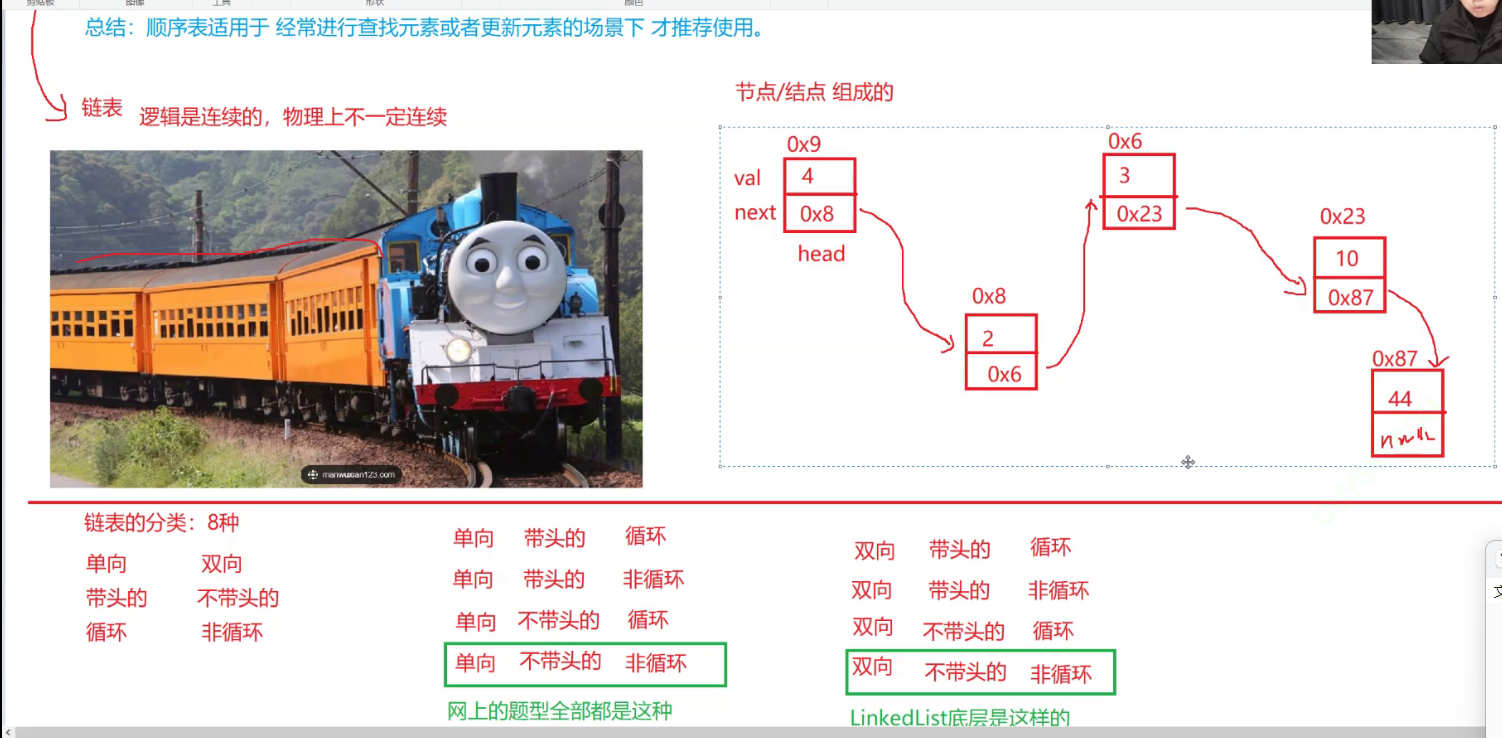 剪贴板 图像 工具 形状 颜色
总结：顺序表适用于 经常进行查找元素或者更新元素的场景下 才推荐使用。
链表 逻辑是连续的，物理上不一定连续
节点/结点 组成的
0x9
val 4
next 0x8
head
0x8
2
0x6
0x6
3
0x23
0x23
10
0x87
0x87
44
null
manwuxian123.com
链表的分类：8种
单向 双向
带头的 不带头的
循环 非循环
单向 带头的 循环
单向 带头的 非循环
单向 不带头的 循环
单向 不带头的 非循环
网上的题型全部都是这种
双向 带头的 循环
双向 带头的 非循环
双向 不带头的 循环
双向 不带头的 非循环
LinkedList底层是这样的